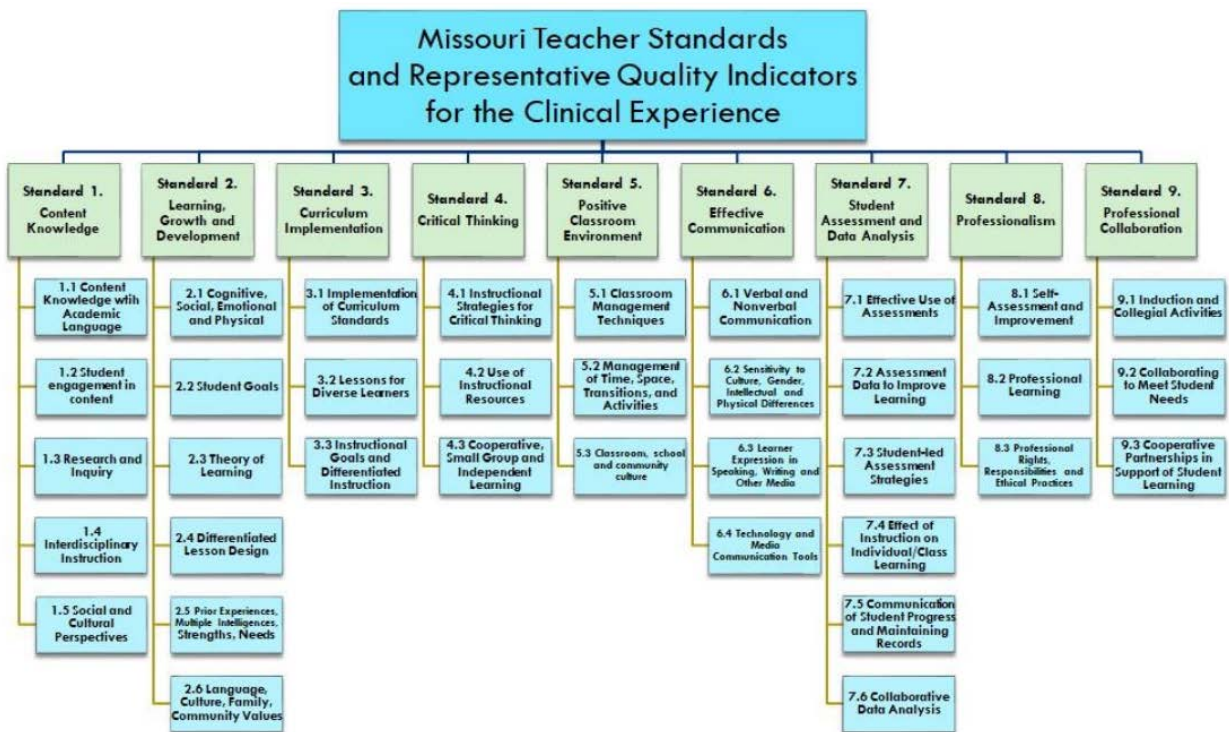 Missouri Teacher Standards
and Representative Quality Indicators
for the Clinical Experience
Standard 1.
Content
Knowledge
1.1 Content
Knowledge wtih
Academic
Language
1.2 Student
engagement in
content
1.3 Research and
Inquiry
1.4
Interdisciplinary
Instruction
1.5 Social and
Cultural
Perspectives
Standard 2.
Learning,
Growth and
Development
2.1 Cognitive,
Social, Emotional
and Physical
2.2 Student Goals
2.3 Theory of
Learning
2.4 Differentiated
Lesson Design
2.5 Prior Experiences,
Multiple Intelligences,
Strengths, Needs
2.6 Language,
Culture, Family,
Community Values
Standard 3.
Curriculum
Implementation
3.1 Implementation
of Curriculum
Standards
3.2 Lessons for
Diverse Learners
3.3 Instructional
Goals and
Differentiated
Instruction
Standard 4.
Critical Thinking
4.1 Instructional
Strategies for
Critical Thinking
4.2 Use of
Instructional
Resources
4.3 Cooperative,
Small Group and
Independent
Learning
Standard 5.
Positive
Classroom
Environment
5.1 Classroom
Management
Techniques
5.2 Management
of Time, Space,
Transitions, and
Activities
5.3 Classroom, school
and community
culture
Standard 6.
Effective
Communication
6.1 Verbal and
Nonverbal
Communication
6.2 Sensitivity to
Culture, Gender,
Intellectual and
Physical Differences
6.3 Learner
Expression in
Speaking, Writing and
Other Media
6.4 Technology and
Media
Communication Tools
Standard 7.
Student
Assessment and
Data Analysis
7.1 Effective Use of
Assessments
7.2 Assessment
Data to Improve
Learning
7.3 Student-led
Assessment
Strategies
7.4 Effect of
Instruction on
Individual/Class
Learning
7.5 Communication
of Student Progress
and Maintaining
Records
7.6 Collaborative
Data Analysis
Standard 8.
Professionalism
8.1 Self-
Assessment and
Improvement
8.2 Professional
Learning
8.3 Professional
Rights,
Responsibilities and
Ethical Practices
Standard 9.
Professional
Collaboration
9.1 Induction and
Collegial Activities
9.2 Collaborating
to Meet Student
Needs
9.3 Cooperative
Partnerships in
Support of Student
Learning